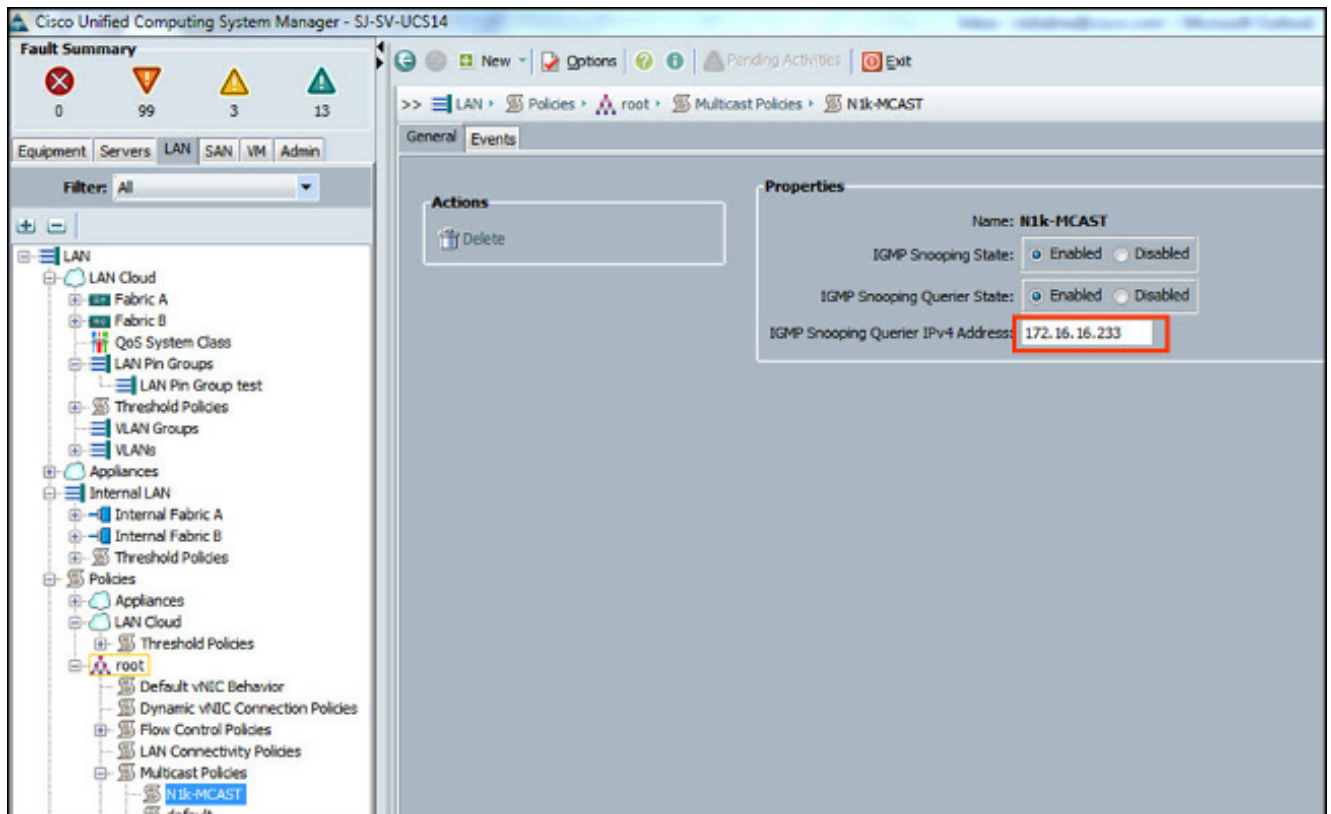 Cisco Unified Computing System Manager - SJ-SV-UCS14
Fault Summary
0 99 3 13
New Options Pending Activities Exit
>> LAN Policies root Multicast Policies N1k-MCAST
Equipment Servers LAN SAN VM Admin
General Events
Filter: All
Actions
Delete
Properties
Name: N1k-MCAST
IGMP Snooping State: Enabled Disabled
IGMP Snooping Querier State: Enabled Disabled
IGMP Snooping Querier IPv4 Address: 172.16.16.233
LAN
LAN Cloud
Fabric A
Fabric B
QoS System Class
LAN Pin Groups
LAN Pin Group test
Threshold Policies
VLAN Groups
VLANs
Appliances
Internal LAN
Internal Fabric A
Internal Fabric B
Threshold Policies
Policies
Appliances
LAN Cloud
Threshold Policies
root
Default vNIC Behavior
Dynamic vNIC Connection Policies
Flow Control Policies
LAN Connectivity Policies
Multicast Policies
N1k-MCAST
default